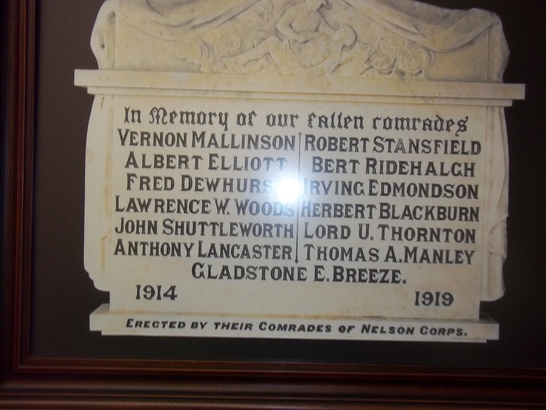 In Memory of our fallen comrades
VERNON MALLINSON ROBERT STANSFIELD
ALBERT ELLIOTT BERT RIDEHALGH
FRED DEWHURST IRVING EDMONDSON
LAWRENCE W. WOODS HERBERT BLACKBURN
JOHN SHUTTLEWORTH LORD U. THORNTON
ANTHONY LANCASTER THOMAS A. MANLEY
GLADSTONE E. BREEZE.
1914 1919
ERECTED BY THEIR COMRADES OF NELSON CORPS.